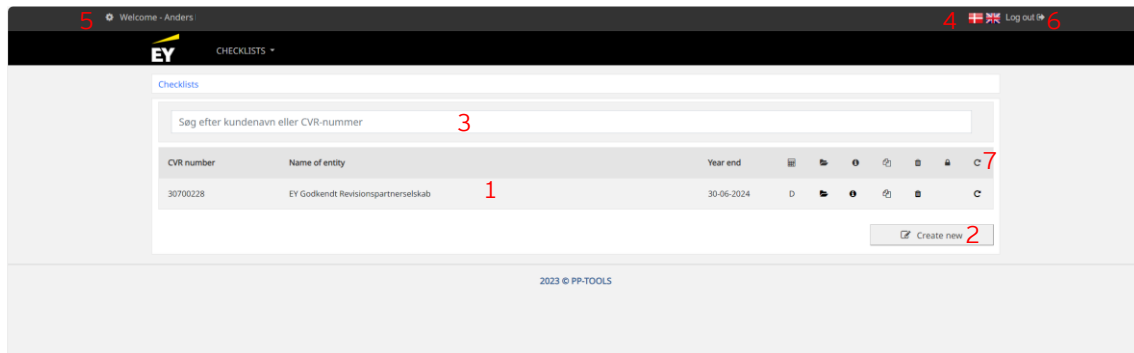 5 Welcome - Anders 4 Log out 6
EY CHECKLISTS
Checklists
Søg efter kundenavn eller CVR-nummer 3
CVR number Name of entity Year end 7
30700228 EY Godkendt Revisionspartnerselskab 1 30-06-2024 D
Create new 2
2023 © PP-TOOLS